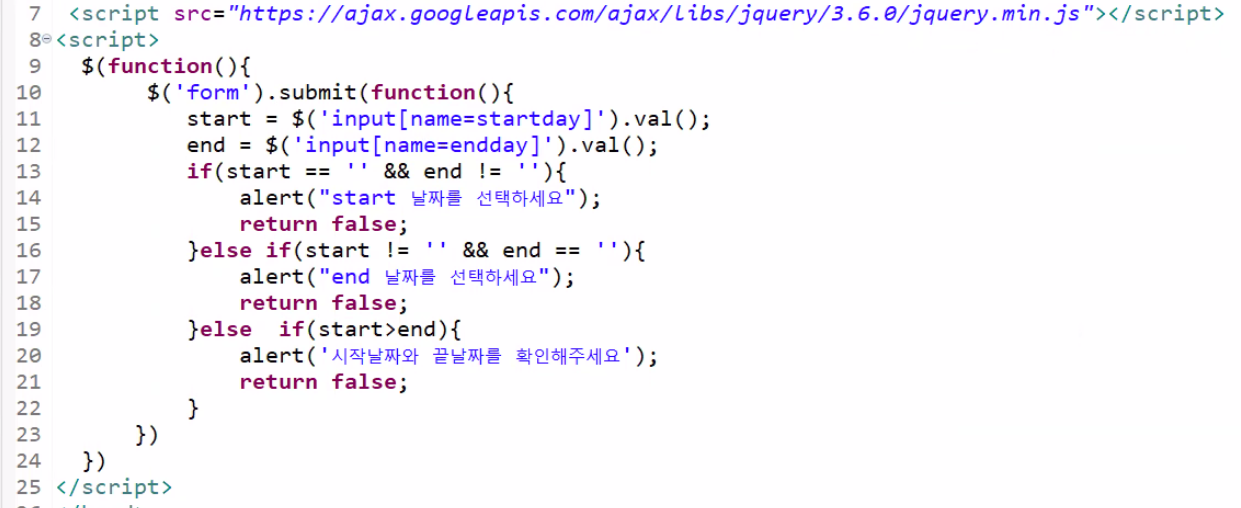 7 <script src="https://ajax.googleapis.com/ajax/libs/jquery/3.6.0/jquery.min.js"></script>
8 <script>
9 $(function(){
10 $('form').submit(function(){
11 start = $('input[name=startday]').val();
12 end = $('input[name=endday]').val();
13 if(start == '' && end != ''){
14 alert("start 날짜를 선택하세요");
15 return false;
16 }else if(start != '' && end == ''){
17 alert("end 날짜를 선택하세요");
18 return false;
19 }else  if(start>end){
20 alert('시작날짜와 끝날짜를 확인해주세요');
21 return false;
22 }
23 })
24 })
25 </script>